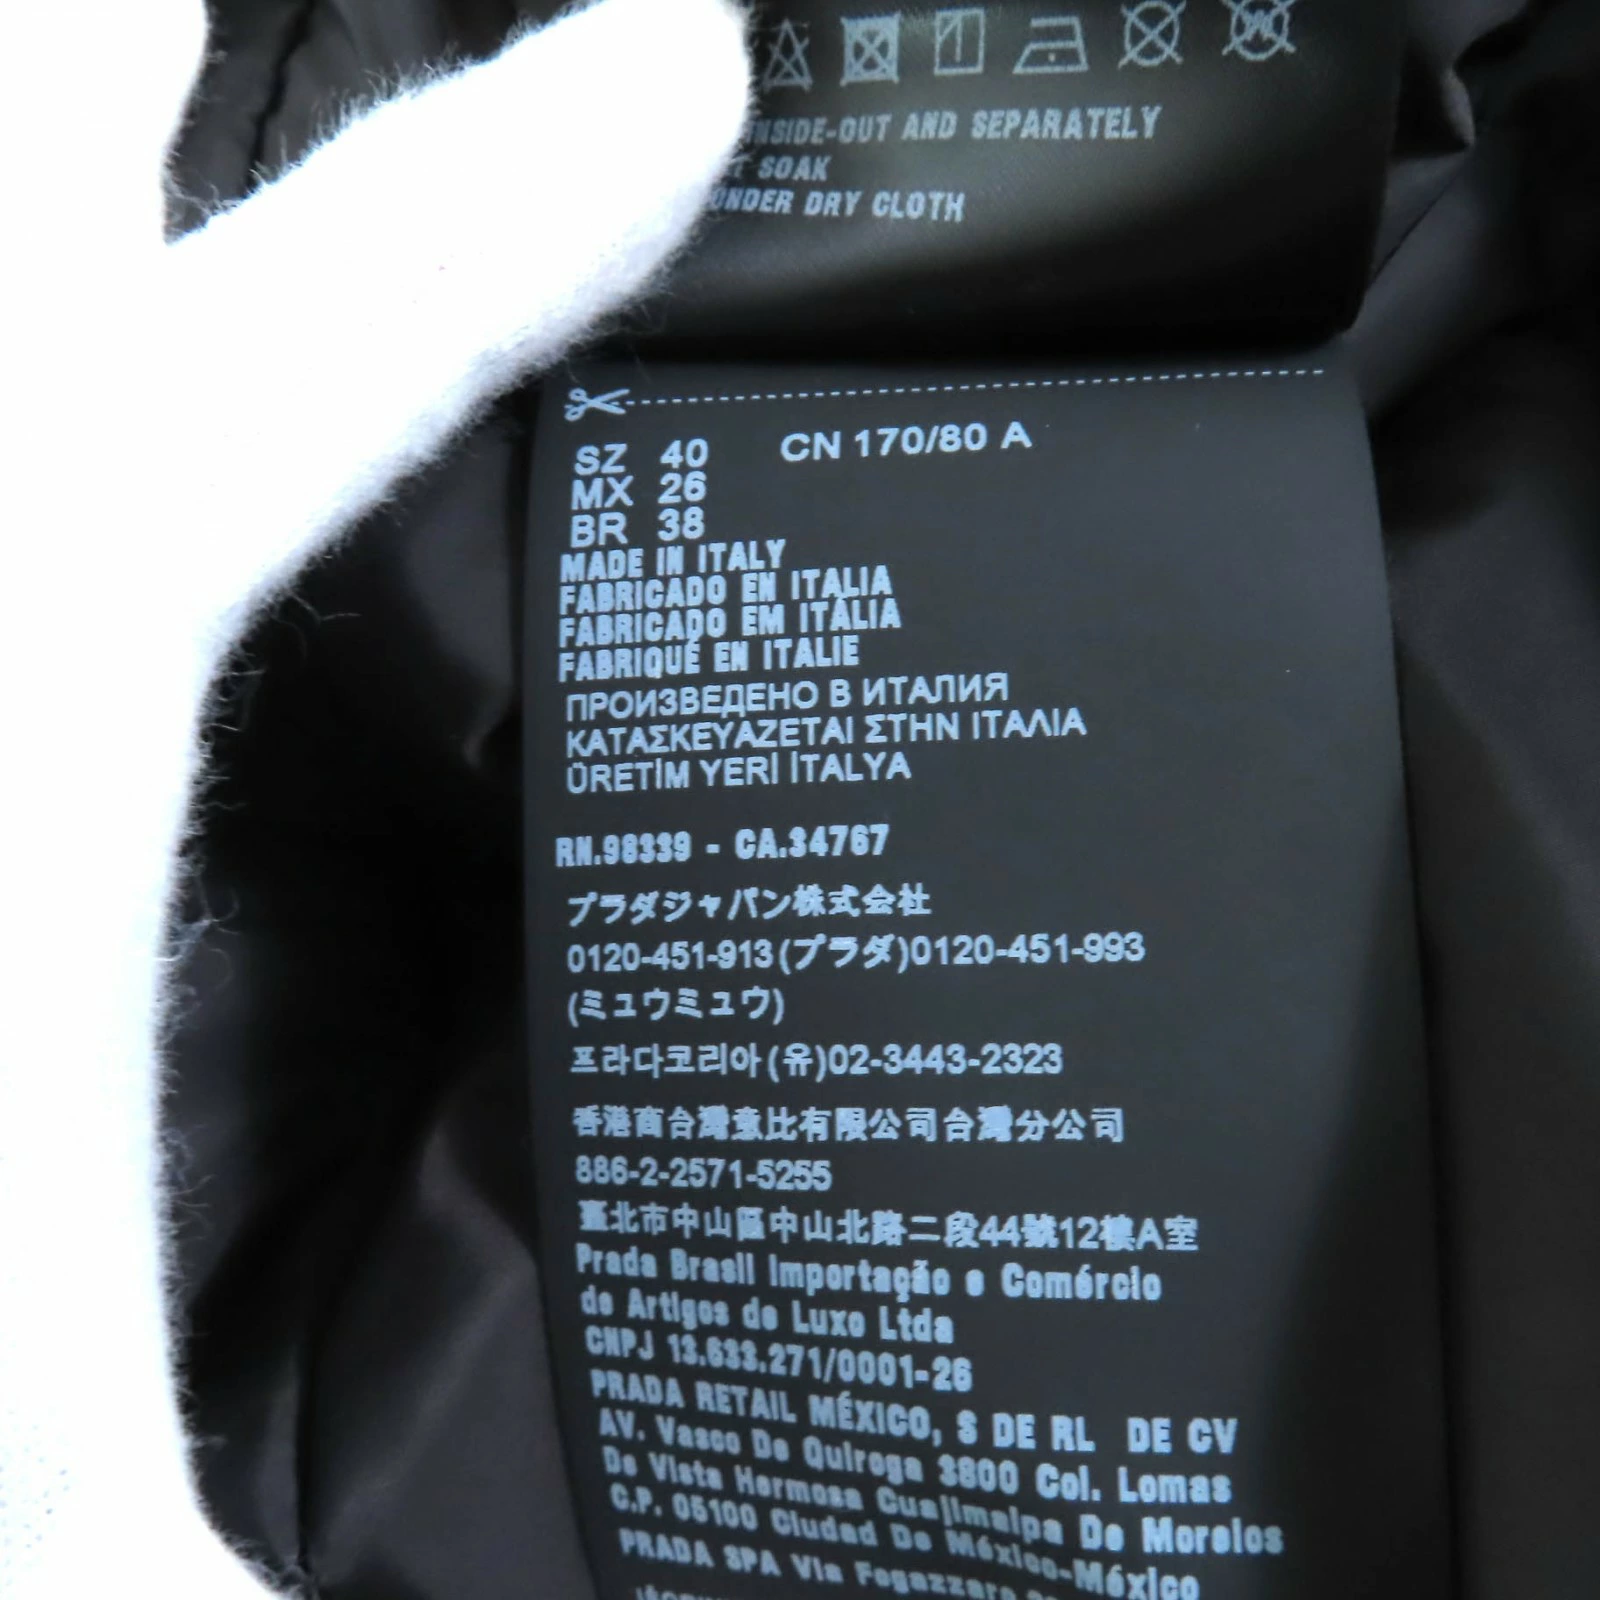 INSIDE-OUT AND SEPARATELY
SOAK
DRY CLOTH
SZ 40 CN 170/80 A
MX 26
BR 38
MADE IN ITALY
FABRICADO EN ITALIA
FABRICADO EM ITÁLIA
FABRIQUÉ EN ITALIE
ПРОИЗВЕДЕНО В ИТАЛИЯ
ΚΑΤΑΣΚΕΥΑΖΕΤΑΙ ΣΤΗΝ ΙΤΑΛΙΑ
ÜRETİM YERİ İTALYA
RN.98339 - CA.34767
プラダジャパン株式会社
0120-451-913(プラダ)0120-451-993
(ミュウミュウ)
프라다코리아(유)02-3443-2323
香港商台灣意比有限公司台灣分公司
886-2-2571-5255
臺北市中山區中山北路二段44號12樓A室
Prada Brasil Importação e Comércio
de Artigos de Luxo Ltda
CNPJ 13.633.271/0001-26
PRADA RETAIL MÉXICO, S DE RL DE CV
AV. Vasco De Quiroga 3800 Col. Lomas
De Vista Hermosa Cuajimalpa De Morelos
C.P. 05100 Ciudad De México-México
PRADA SPA Via Fogazzaro